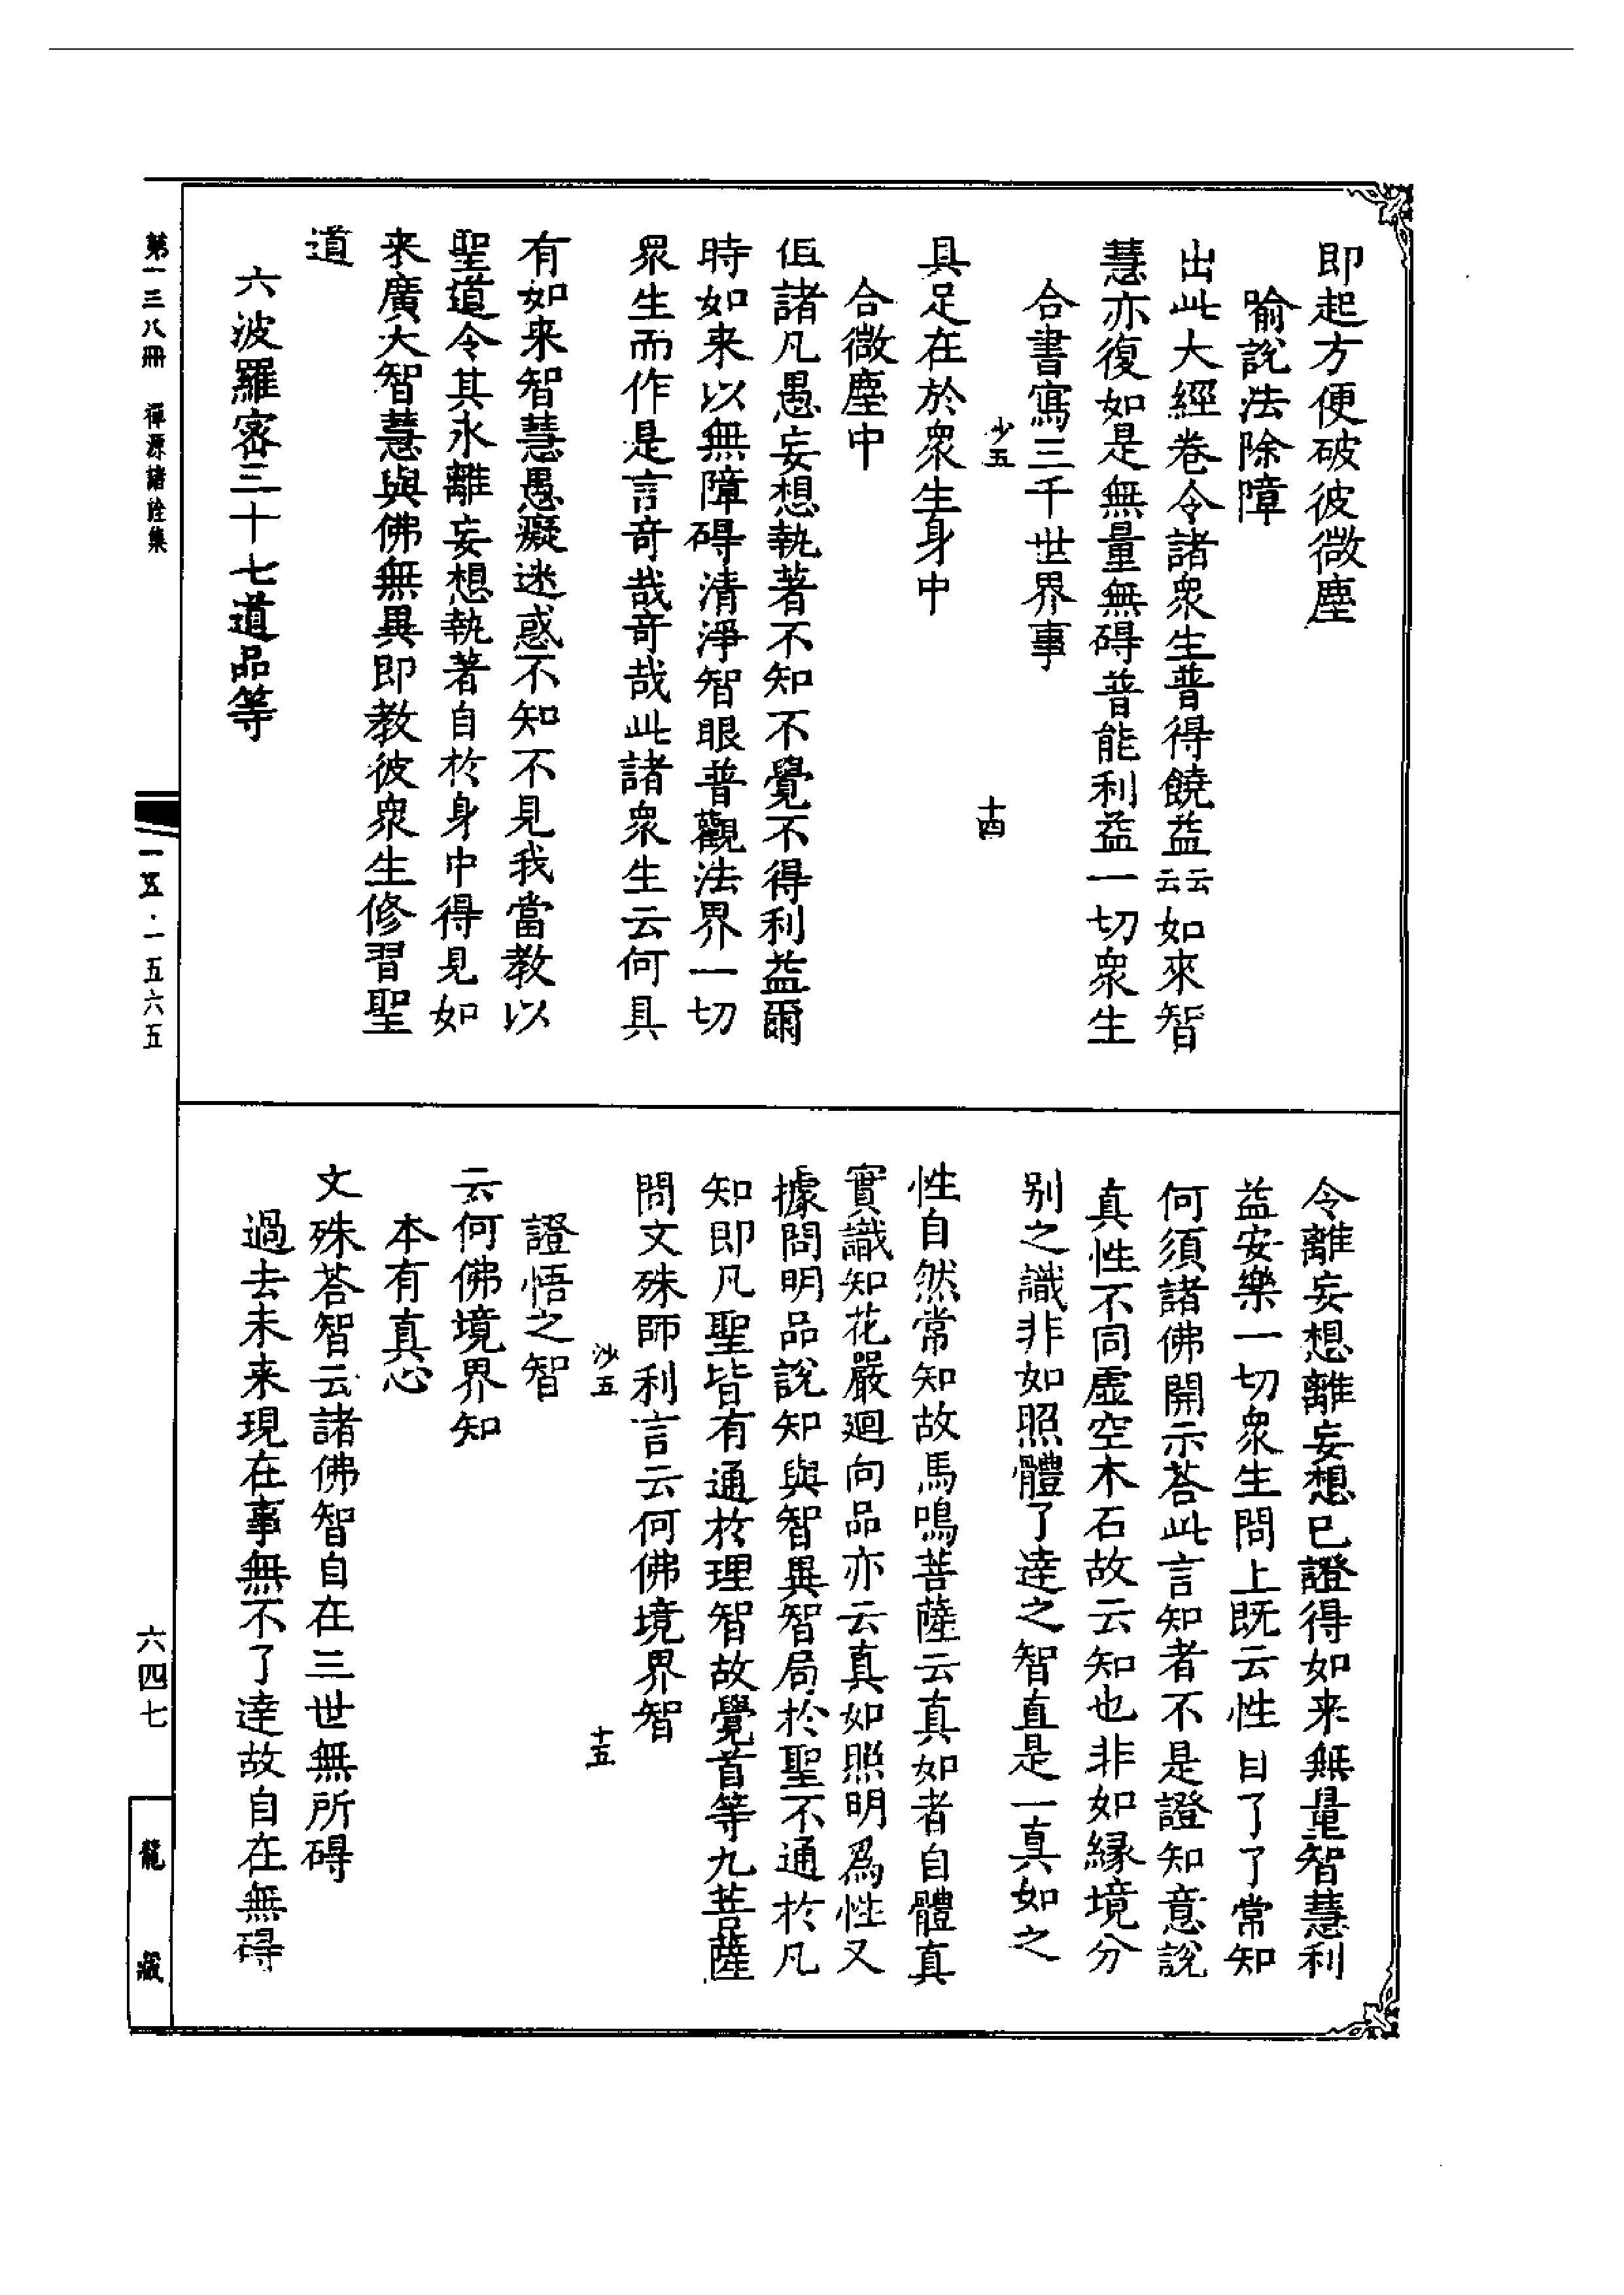 即起方便破彼微塵
喻說法除障
出此大經卷令諸衆生普得饒益云云如來智
慧亦復如是無量無碍普能利益一切衆生
合書寫三千世界事
少五 十四
具足在於衆生身中
合微塵中
但諸凡愚妄想執著不知不覺不得利益爾
時如来以無障碍清淨智眼普觀法界一切
衆生而作是言竒哉竒哉此諸衆生云何具
有如来智慧愚癡迷惑不知不見我當教以
聖道令其永離妄想執著自於身中得見如
来廣大智慧與佛無異即教彼衆生修習聖
道
六波羅密三十七道品等
令離妄想離妄想已證得如来無量智慧利
益安樂一切衆生問上既云性自了了常知
何須諸佛開示荅此言知者不是證知意説
真性不同虛空木石故云知也非如緣境分
别之識非如照體了達之智直是一真如之
性自然常知故馬鳴菩薩云真如者自體真
實識知花嚴廻向品亦云真如照明爲性又
據問明品說知與智異智局於聖不通於凡
知即凡聖皆有通於理智故覺首等九菩薩
問文殊師利言云何佛境界智
沙五 十五
證悟之智
云何佛境界知
本有真心
文殊荅智云諸佛智自在三世無所碍
過去未来現在事無不了達故自在無碍
第一三八冊 禪源諸詮集
一五五·一五六五
六四七
龍藏